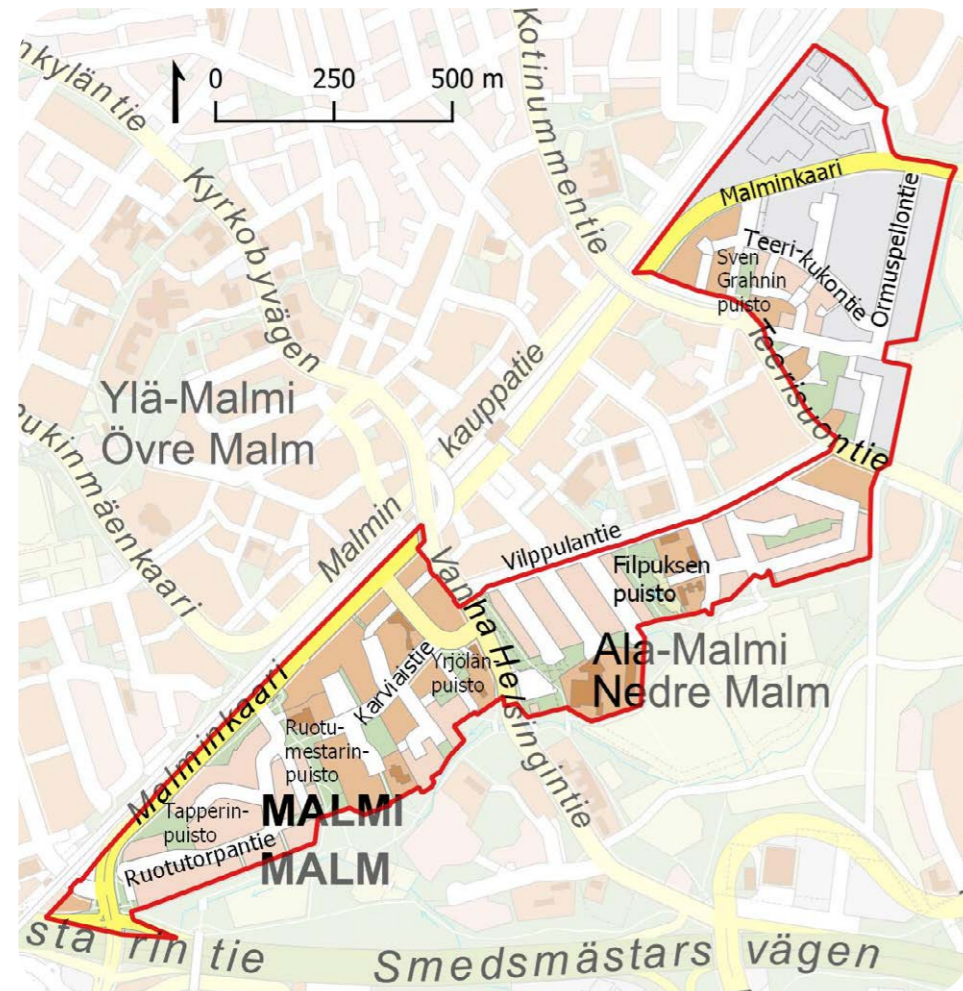 0 250 500 m
nkyläntie
Kyrkobyvägen
Kotinummentie
Malminkaari
Teeri-kukontie
Ormuspellontie
Sven
Grahnin
puisto
Teerisuontie
Ylä-Malmi
Övre Malm
ukinmäenkaari
Malmin kauppatie
Vilppulantie
Filpuksen
puisto
Vanha Helsingintie
Ala-Malmi
Nedre Malm
Yrjölän
puisto
Karviaistie
Malminkaari
Ruotu-
mestarin-
puisto
Tapperin-
puisto
MALMI
MALM
Ruotutorpantie
sta rin tie
Smedsmästars vägen